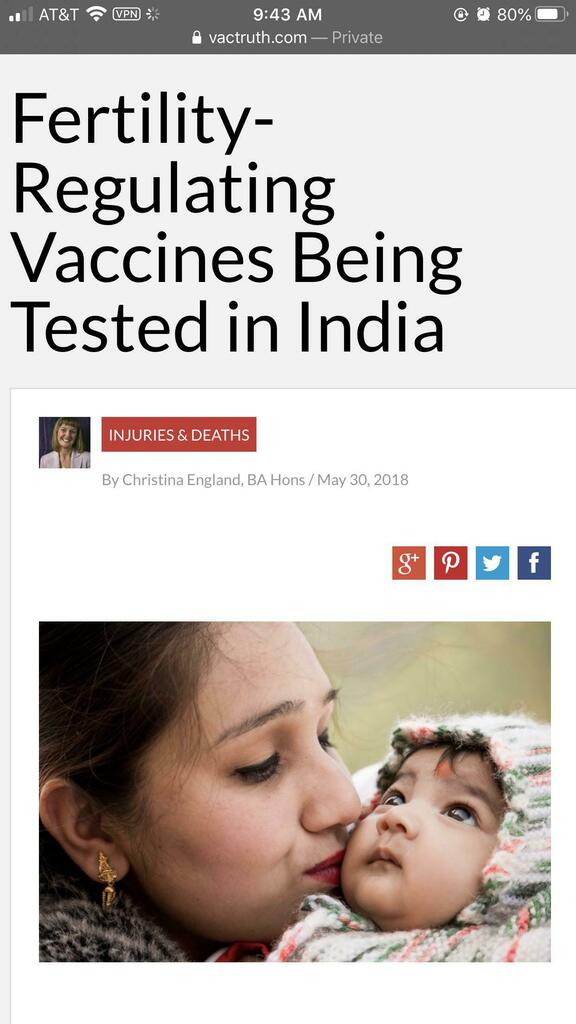 AT&T VPN 9:43 AM 80%
vactruth.com — Private
Fertility-
Regulating
Vaccines Being
Tested in India
INJURIES & DEATHS
By Christina England, BA Hons / May 30, 2018
g+ f